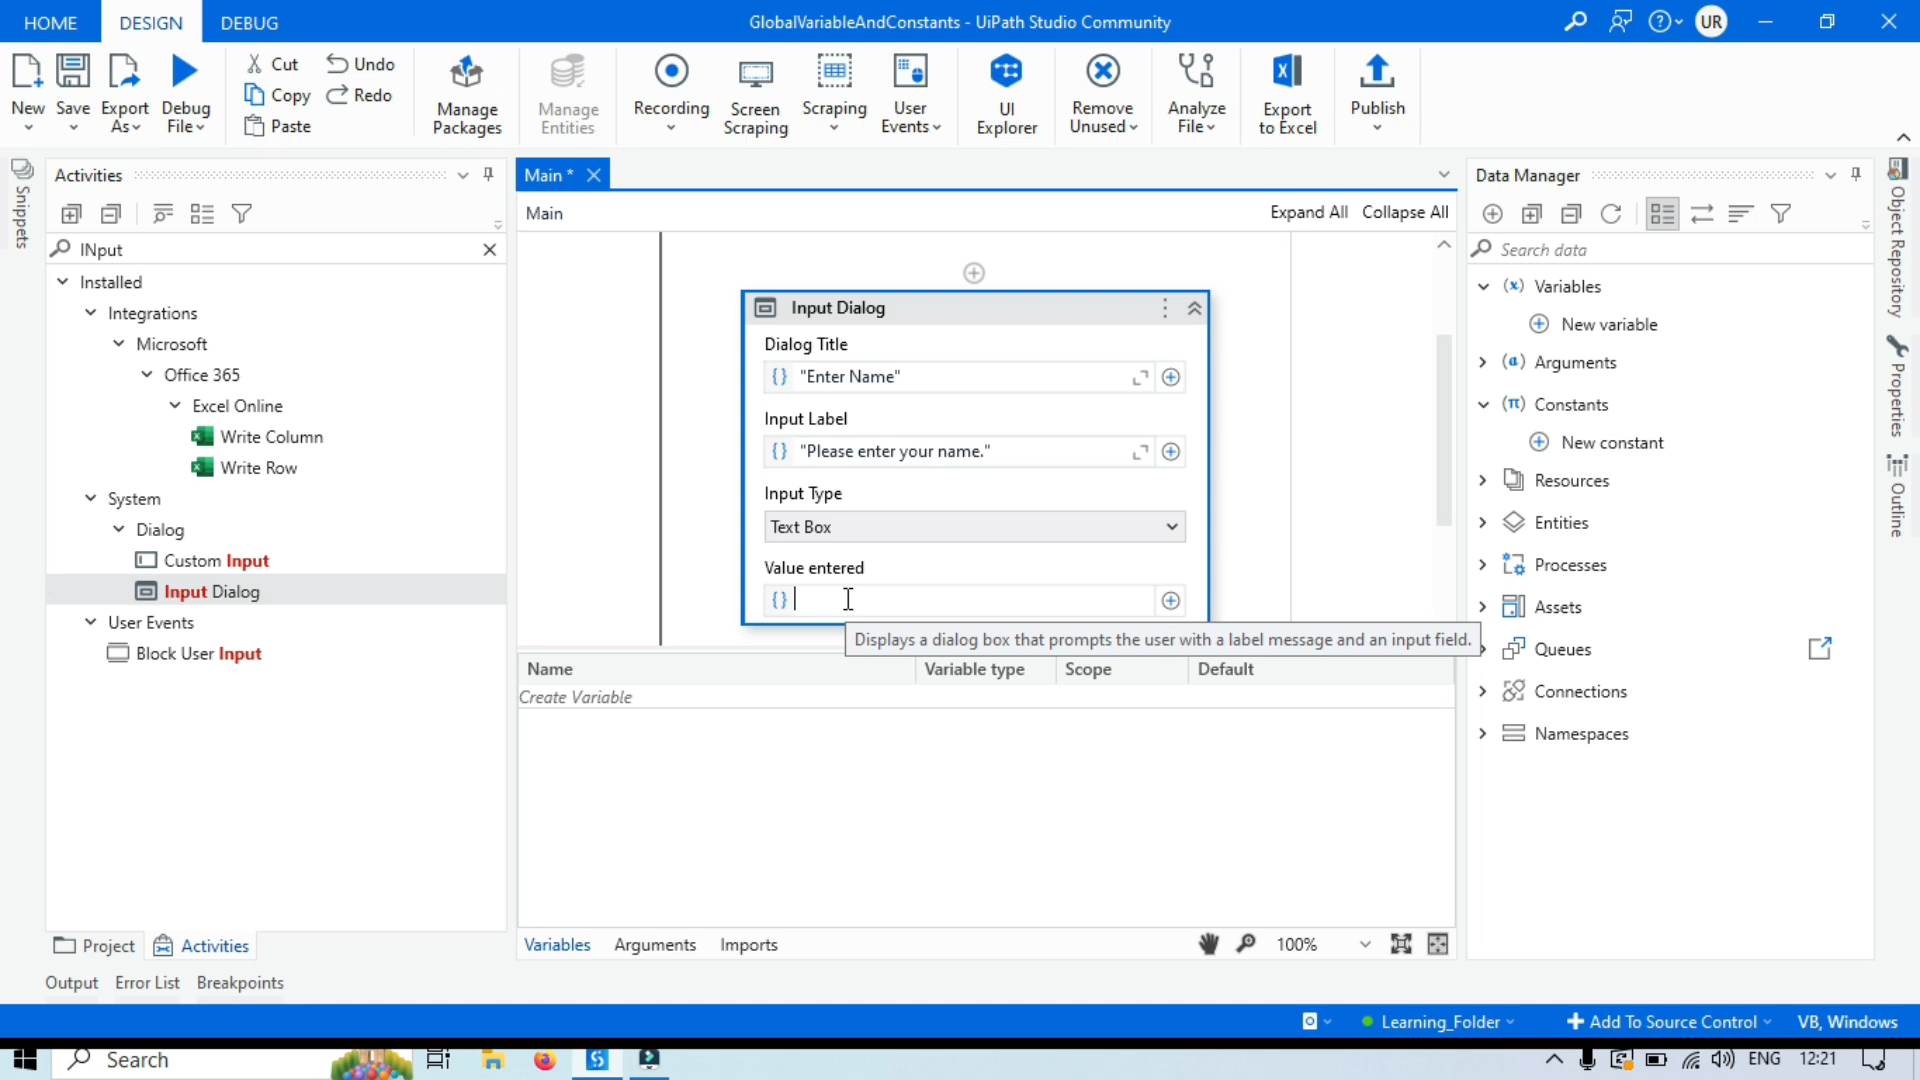 HOME DESIGN DEBUG GlobalVariableAndConstants - UiPath Studio Community UR
New Save Export As Debug File Cut Copy Paste Undo Redo Manage Packages Manage Entities Recording Screen Scraping Scraping User Events UI Explorer Remove Unused Analyze File Export to Excel Publish
Snippets
Activities
INput
Installed
Integrations
Microsoft
Office 365
Excel Online
Write Column
Write Row
System
Dialog
Custom Input
Input Dialog
User Events
Block User Input
Project Activities
Output Error List Breakpoints
Main *
Main Expand All Collapse All
Input Dialog
Dialog Title
"Enter Name"
Input Label
"Please enter your name."
Input Type
Text Box
Value entered
Displays a dialog box that prompts the user with a label message and an input field.
Name Variable type Scope Default
Create Variable
Variables Arguments Imports 100%
Data Manager
Search data
Variables
New variable
Arguments
Constants
New constant
Resources
Entities
Processes
Assets
Queues
Connections
Namespaces
Object Repository
Properties
Outline
Learning_Folder Add To Source Control VB, Windows
Search ENG 12:21